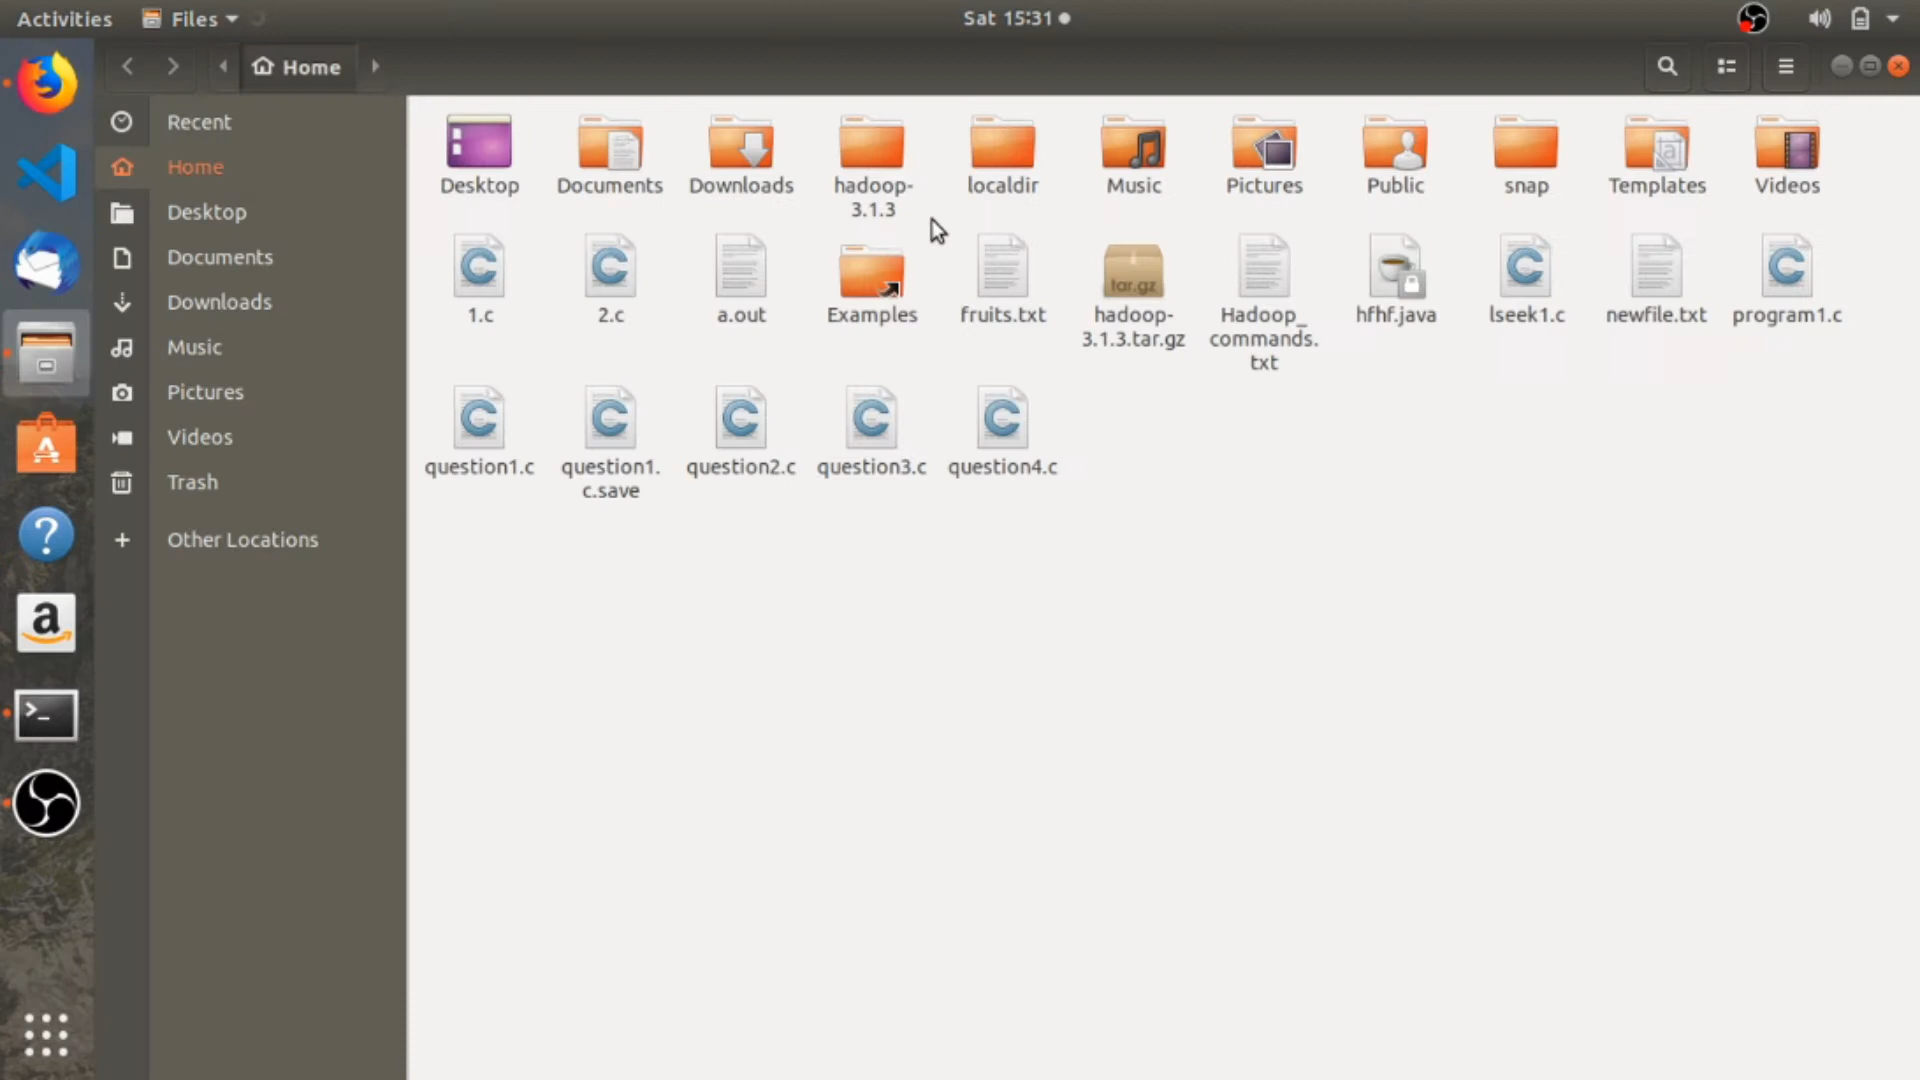 Activities
Files
Sat 15:31
Home
Recent
Home
Desktop
Documents
Downloads
Music
Pictures
Videos
Trash
Other Locations
Desktop
Documents
Downloads
hadoop-
3.1.3
localdir
Music
Pictures
Public
snap
Templates
Videos
1.c
2.c
a.out
Examples
fruits.txt
tar.gz
hadoop-
3.1.3.tar.gz
Hadoop_
commands.
txt
hfhf.java
lseek1.c
newfile.txt
program1.c
question1.c
question1.
c.save
question2.c
question3.c
question4.c